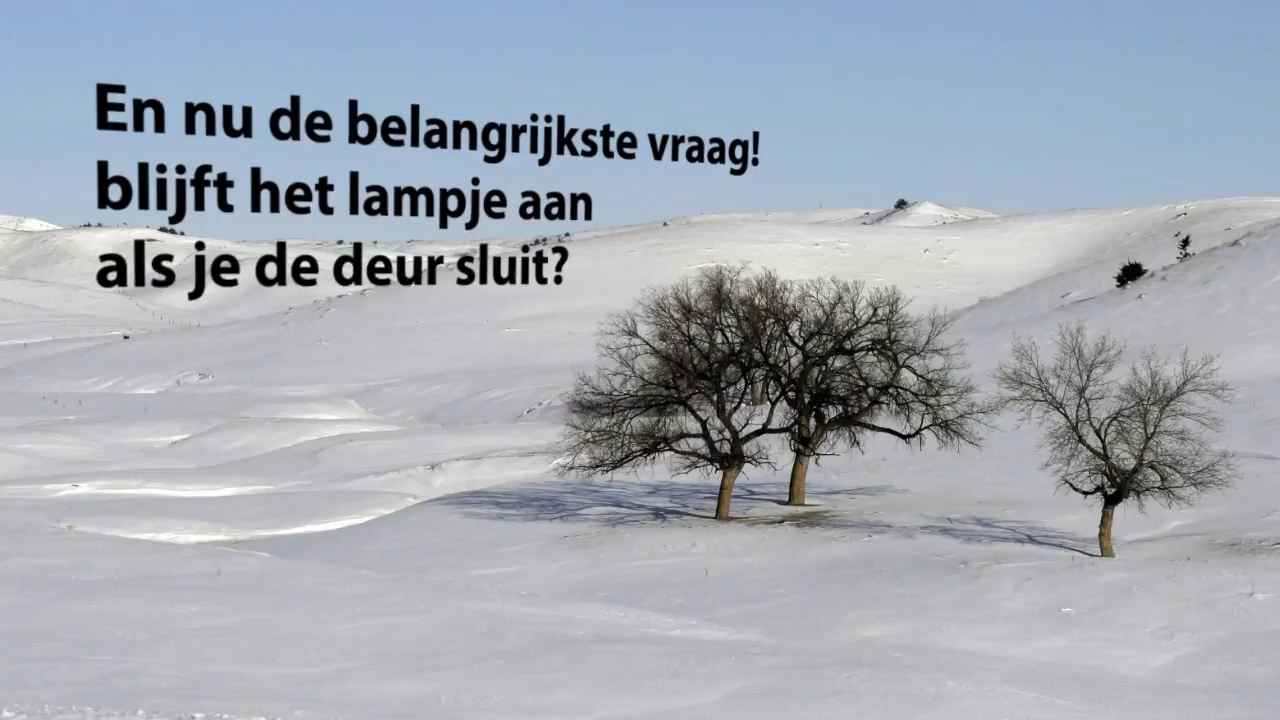 En nu de belangrijkste vraag!
blijft het lampje aan
als je de deur sluit?